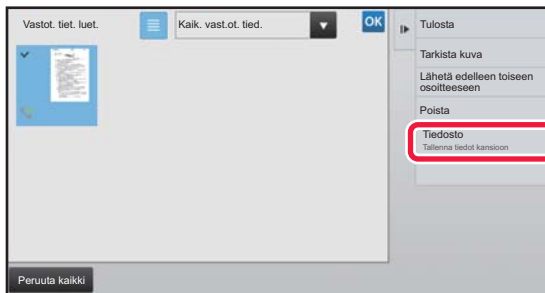 Vastot. tiet. luet.
Kaik. vast.ot. tied.
OK
Tulosta
Tarkista kuva
Lähetä edelleen toiseen
osoitteeseen
Poista
Tiedosto
Tallenna tiedot kansioon
Peruuta kaikki